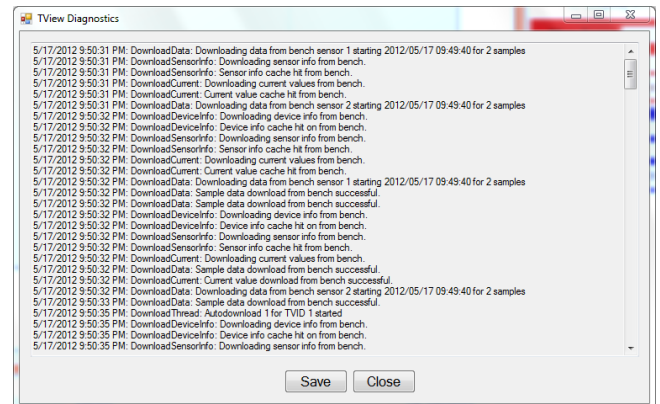 TView Diagnostics
5/17/2012 9:50:31 PM: DownloadData: Downloading data from bench sensor 1 starting 2012/05/17 09:49:40 for 2 samples
5/17/2012 9:50:31 PM: DownloadSensorInfo: Downloading sensor info from bench.
5/17/2012 9:50:31 PM: DownloadSensorInfo: Sensor info cache hit from bench.
5/17/2012 9:50:31 PM: DownloadCurrent: Downloading current values from bench.
5/17/2012 9:50:31 PM: DownloadCurrent: Current value cache hit from bench.
5/17/2012 9:50:31 PM: DownloadData: Downloading data from bench sensor 2 starting 2012/05/17 09:49:40 for 2 samples
5/17/2012 9:50:32 PM: DownloadDeviceInfo: Downloading device info from bench.
5/17/2012 9:50:32 PM: DownloadDeviceInfo: Device info cache hit on from bench.
5/17/2012 9:50:32 PM: DownloadSensorInfo: Downloading sensor info from bench.
5/17/2012 9:50:32 PM: DownloadSensorInfo: Sensor info cache hit from bench.
5/17/2012 9:50:32 PM: DownloadCurrent: Downloading current values from bench.
5/17/2012 9:50:32 PM: DownloadCurrent: Current value cache hit from bench.
5/17/2012 9:50:32 PM: DownloadData: Downloading data from bench sensor 1 starting 2012/05/17 09:49:40 for 2 samples
5/17/2012 9:50:32 PM: DownloadData: Sample data download from bench successful.
5/17/2012 9:50:32 PM: DownloadData: Sample data download from bench successful.
5/17/2012 9:50:32 PM: DownloadDeviceInfo: Downloading device info from bench.
5/17/2012 9:50:32 PM: DownloadDeviceInfo: Device info cache hit on from bench.
5/17/2012 9:50:32 PM: DownloadSensorInfo: Downloading sensor info from bench.
5/17/2012 9:50:32 PM: DownloadSensorInfo: Sensor info cache hit from bench.
5/17/2012 9:50:32 PM: DownloadCurrent: Downloading current values from bench.
5/17/2012 9:50:32 PM: DownloadData: Sample data download from bench successful.
5/17/2012 9:50:32 PM: DownloadCurrent: Current value download from bench successful.
5/17/2012 9:50:32 PM: DownloadData: Downloading data from bench sensor 2 starting 2012/05/17 09:49:40 for 2 samples
5/17/2012 9:50:33 PM: DownloadData: Sample data download from bench successful.
5/17/2012 9:50:35 PM: DownloadThread: Autodownload 1 for TVID 1 started
5/17/2012 9:50:35 PM: DownloadDeviceInfo: Downloading device info from bench.
5/17/2012 9:50:35 PM: DownloadDeviceInfo: Device info cache hit on from bench.
5/17/2012 9:50:35 PM: DownloadSensorInfo: Downloading sensor info from bench.
Save Close